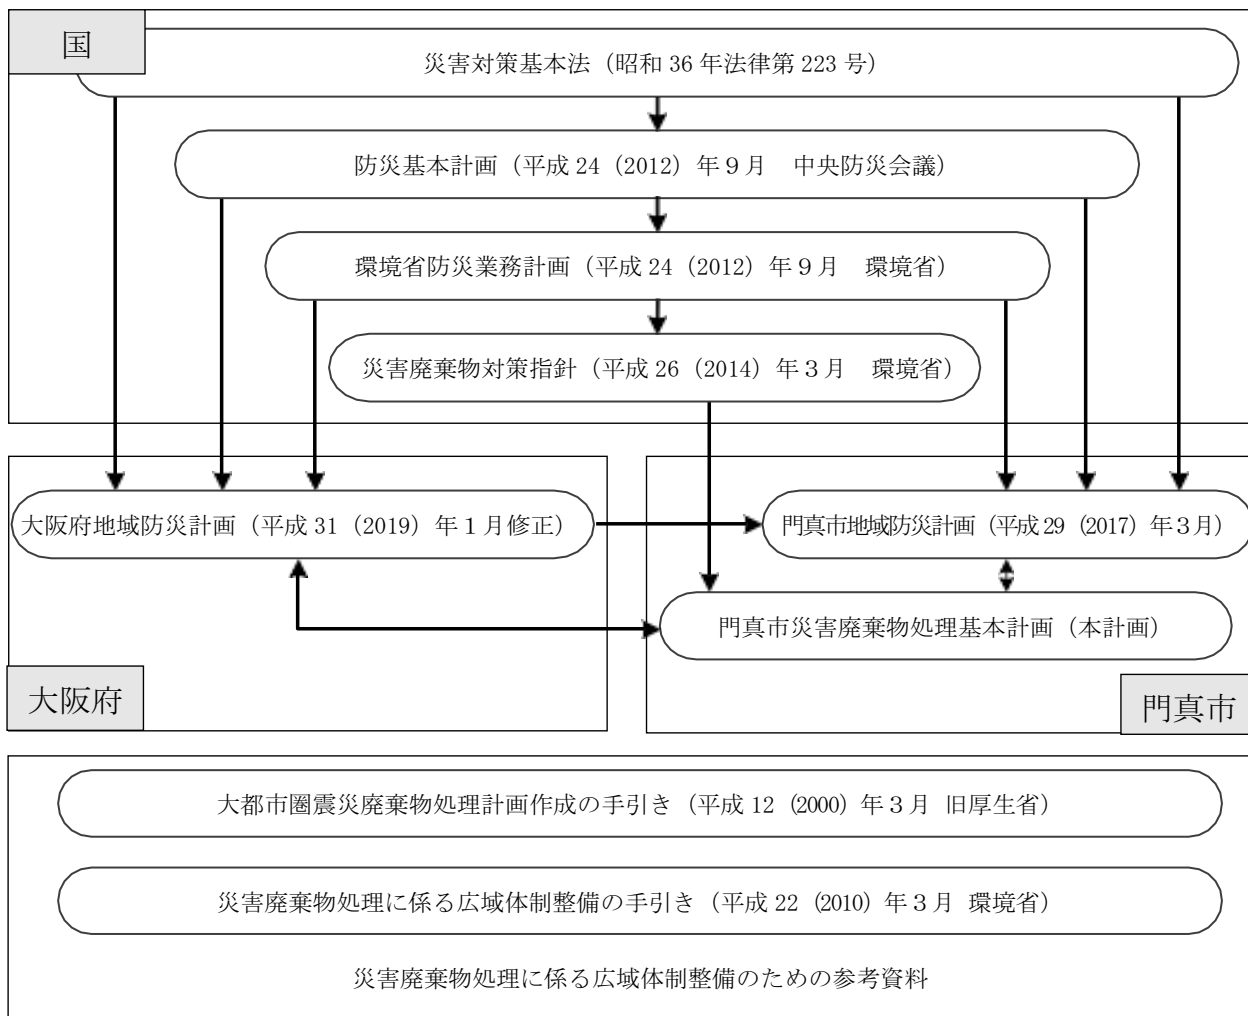 国
災害対策基本法（昭和 36 年法律第 223 号）
防災基本計画（平成 24（2012）年９月　中央防災会議）
環境省防災業務計画（平成 24（2012）年９月　環境省）
災害廃棄物対策指針（平成 26（2014）年３月　環境省）
大阪府地域防災計画（平成 31（2019）年１月修正）
門真市地域防災計画（平成 29（2017）年３月）
門真市災害廃棄物処理基本計画（本計画）
大阪府
門真市
大都市圏震災廃棄物処理計画作成の手引き（平成 12（2000）年３月 旧厚生省）
災害廃棄物処理に係る広域体制整備の手引き（平成 22（2010）年３月 環境省）
災害廃棄物処理に係る広域体制整備のための参考資料